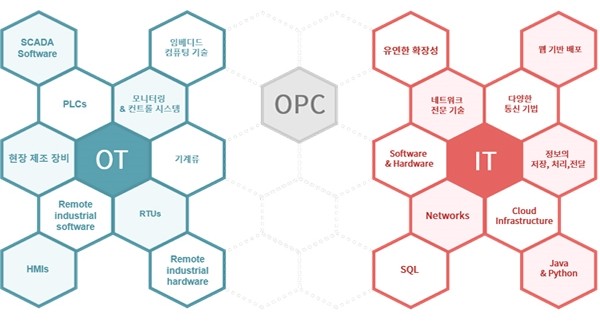 SCADA
Software
임베디드
컴퓨팅 기술
PLCs
모니터링
& 컨트롤 시스템
현장 제조 장비
OT
기계류
Remote
industrial
software
RTUs
HMIs
Remote
industrial
hardware
OPC
유연한 확장성
웹 기반 배포
네트워크
전문 기술
다양한
통신 기법
Software
& Hardware
IT
정보의
저장, 처리,전달
Networks
Cloud
Infrastructure
SQL
Java
& Python